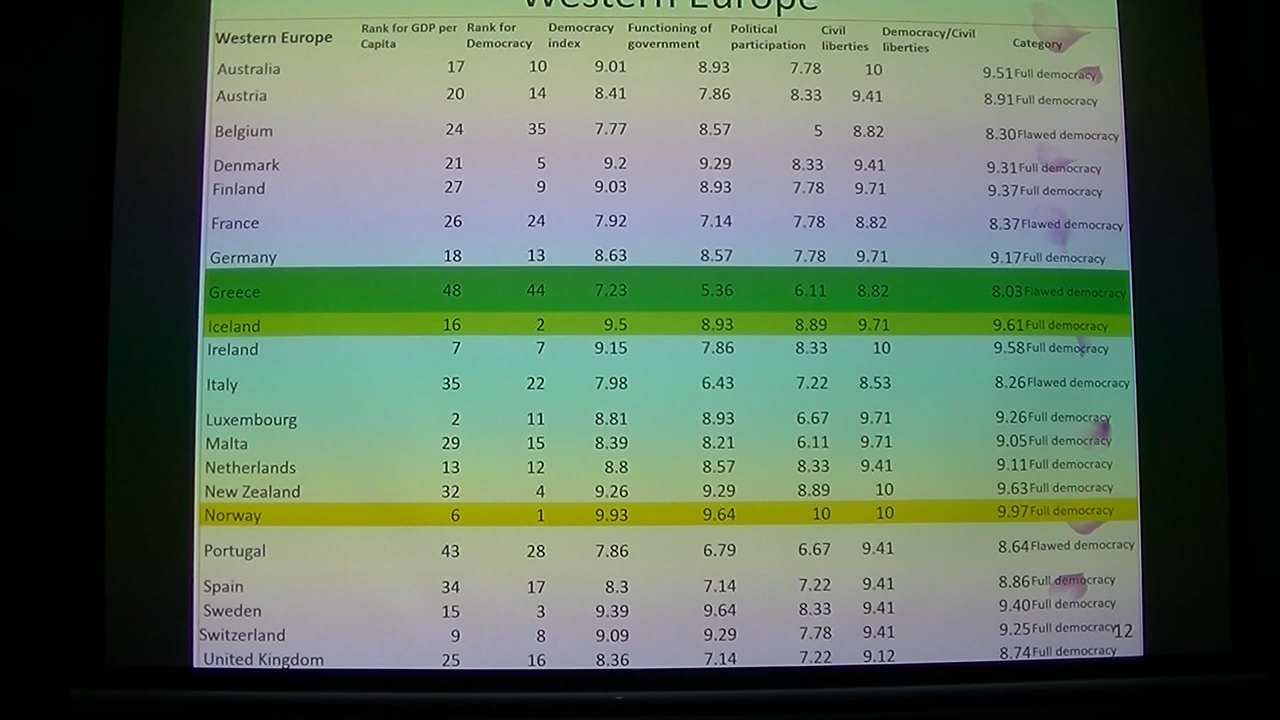 Western Europe
Western Europe Rank for GDP per Capita Rank for Democracy Democracy index Functioning of government Political participation Civil liberties Democracy/Civil liberties Category
Australia 17 10 9.01 8.93 7.78 10 9.51 Full democracy
Austria 20 14 8.41 7.86 8.33 9.41 8.91 Full democracy
Belgium 24 35 7.77 8.57 5 8.82 8.30 Flawed democracy
Denmark 21 5 9.2 9.29 8.33 9.41 9.31 Full democracy
Finland 27 9 9.03 8.93 7.78 9.71 9.37 Full democracy
France 26 24 7.92 7.14 7.78 8.82 8.37 Flawed democracy
Germany 18 13 8.63 8.57 7.78 9.71 9.17 Full democracy
Greece 48 44 7.23 5.36 6.11 8.82 8.03 Flawed democracy
Iceland 16 2 9.5 8.93 8.89 9.71 9.61 Full democracy
Ireland 7 7 9.15 7.86 8.33 10 9.58 Full democracy
Italy 35 22 7.98 6.43 7.22 8.53 8.26 Flawed democracy
Luxembourg 2 11 8.81 8.93 6.67 9.71 9.26 Full democracy
Malta 29 15 8.39 8.21 6.11 9.71 9.05 Full democracy
Netherlands 13 12 8.8 8.57 8.33 9.41 9.11 Full democracy
New Zealand 32 4 9.26 9.29 8.89 10 9.63 Full democracy
Norway 6 1 9.93 9.64 10 10 9.97 Full democracy
Portugal 43 28 7.86 6.79 6.67 9.41 8.64 Flawed democracy
Spain 34 17 8.3 7.14 7.22 9.41 8.86 Full democracy
Sweden 15 3 9.39 9.64 8.33 9.41 9.40 Full democracy
Switzerland 9 8 9.09 9.29 7.78 9.41 9.25 Full democracy
12
United Kingdom 25 16 8.36 7.14 7.22 9.12 8.74 Full democracy